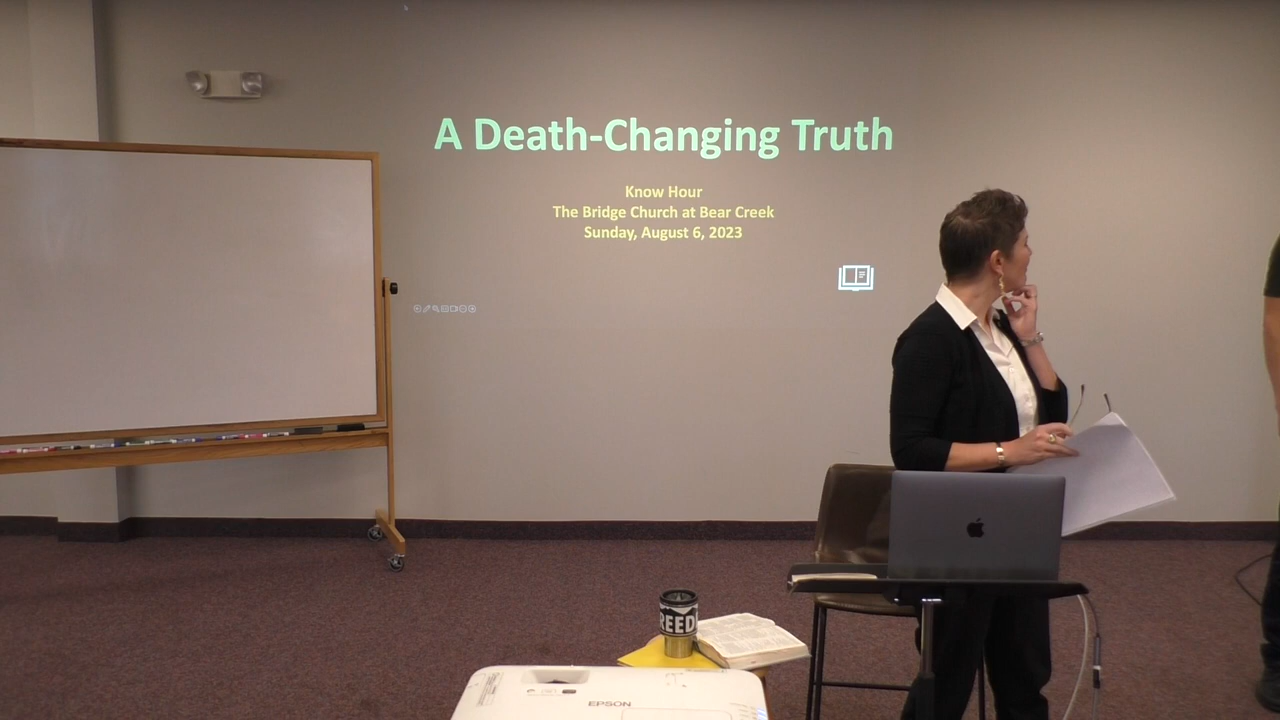 A Death-Changing Truth
Know Hour
The Bridge Church at Bear Creek
Sunday, August 6, 2023
REED
EPSON